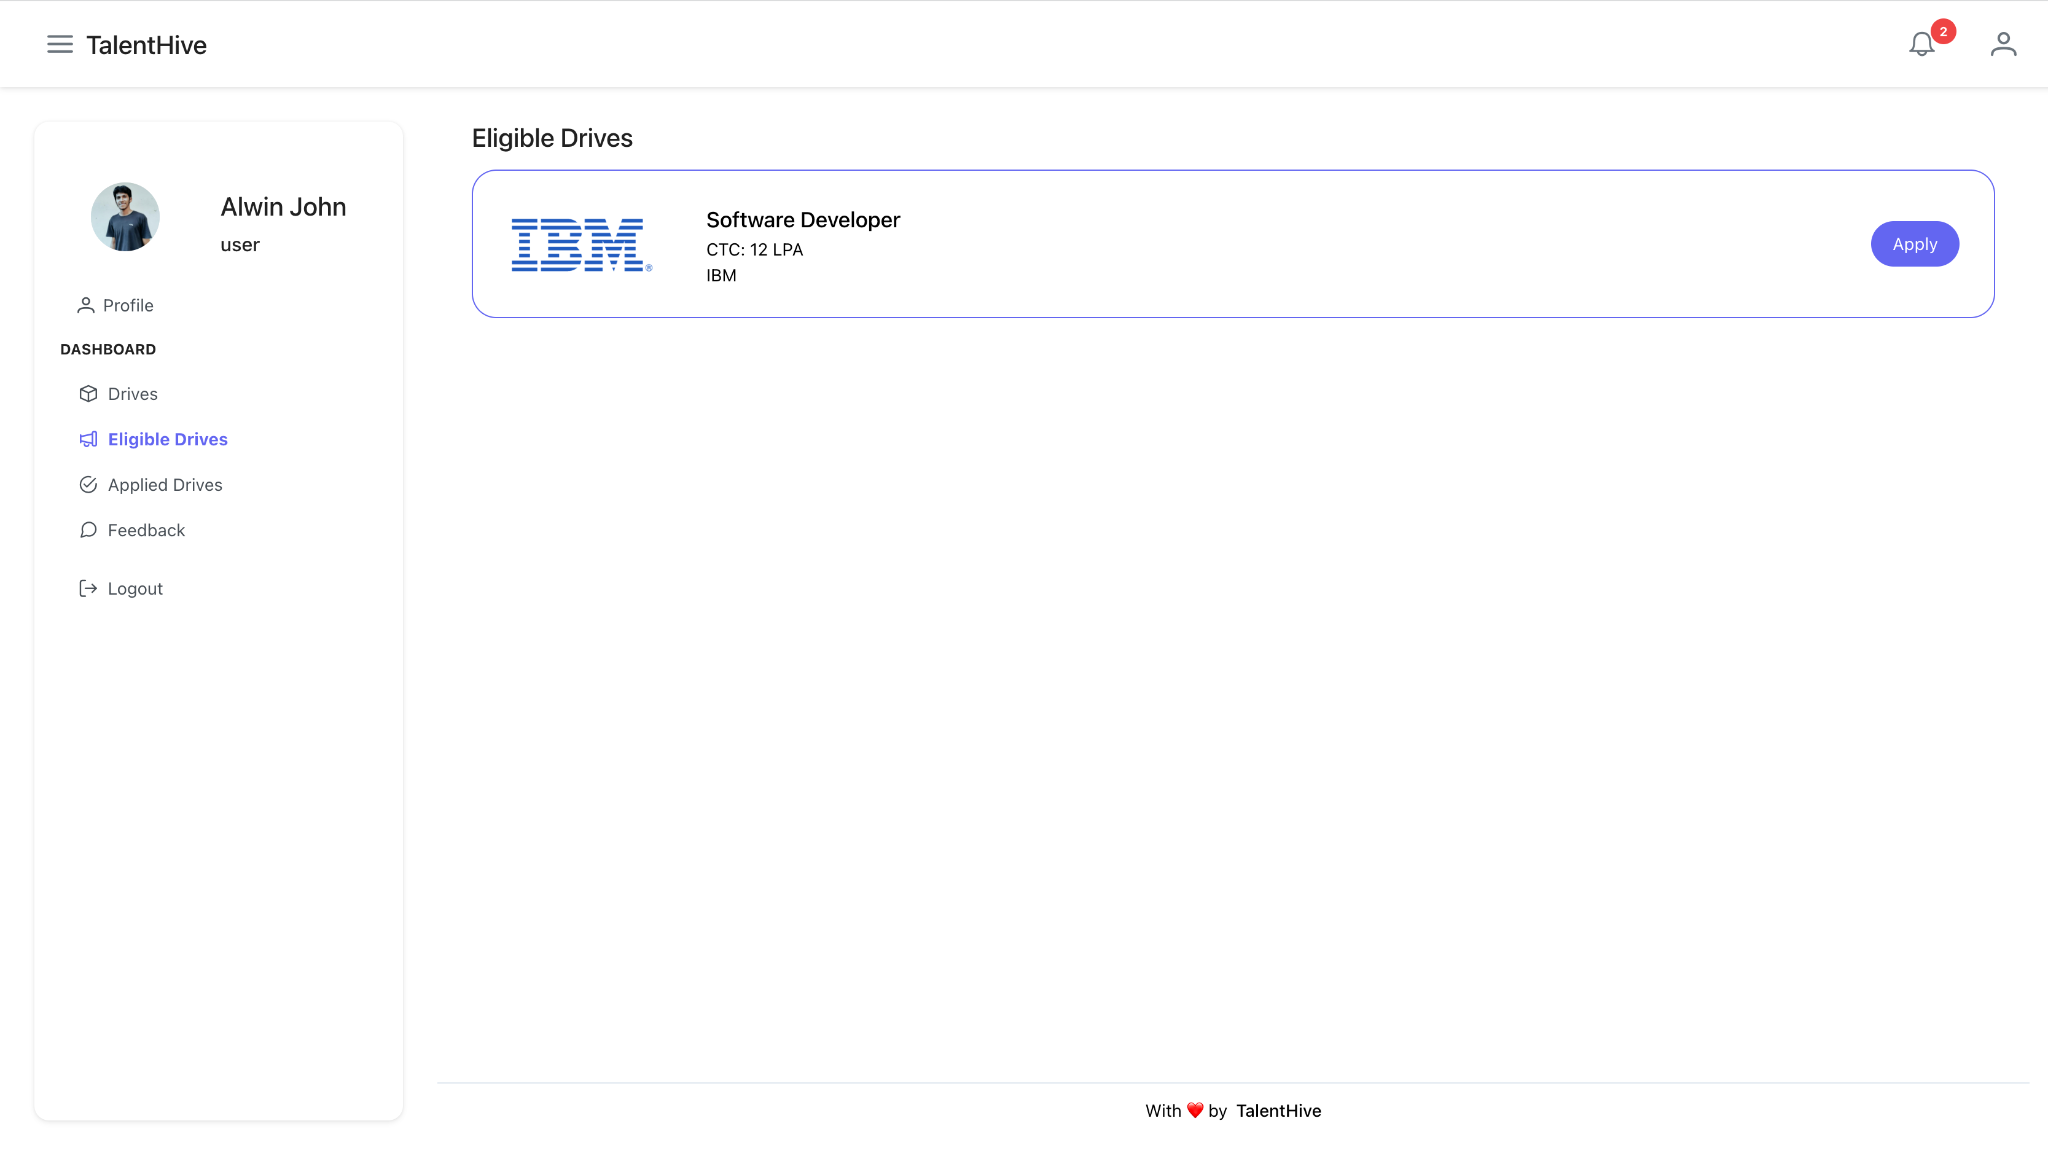 TalentHive
2
Alwin John
user
Profile
DASHBOARD
Drives
Eligible Drives
Applied Drives
Feedback
Logout
Eligible Drives
IBM®
Software Developer
CTC: 12 LPA
IBM
Apply
With ❤️ by TalentHive